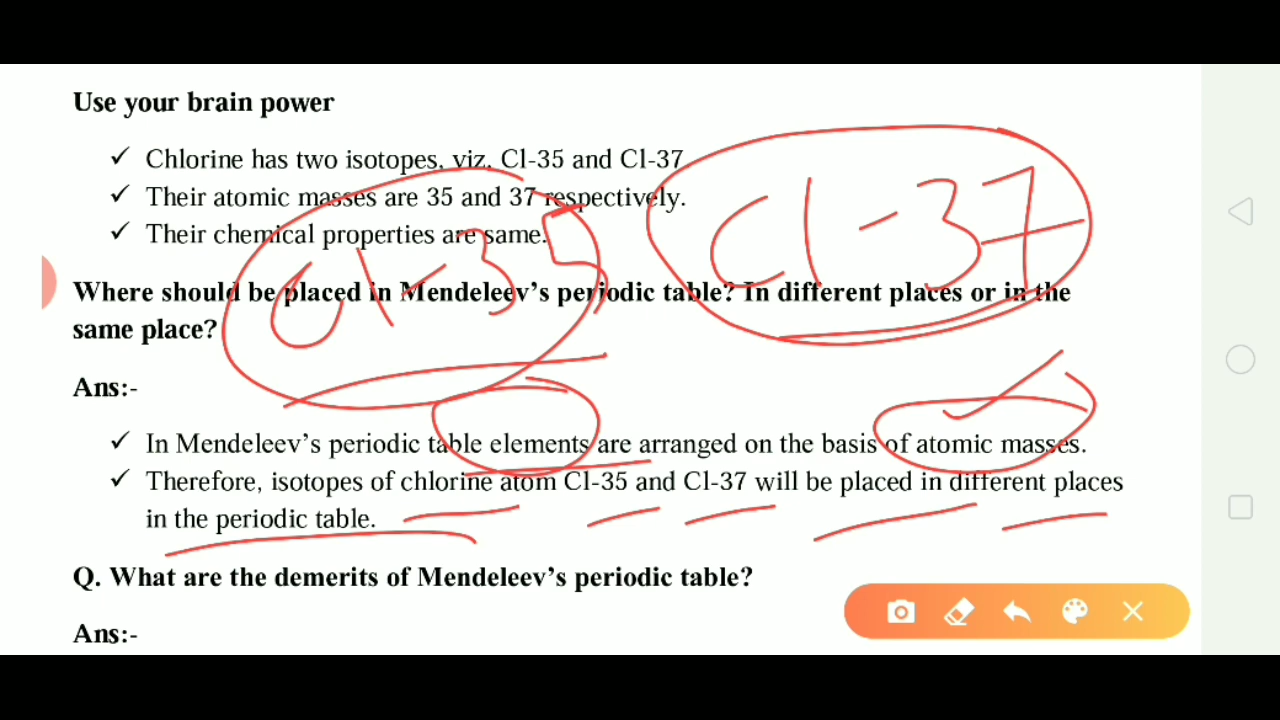 Use your brain power
✓ Chlorine has two isotopes, viz. Cl-35 and Cl-37
✓ Their atomic masses are 35 and 37 respectively.
✓ Their chemical properties are same.
Cl-35
Cl-37
Where should be placed in Mendeleev's periodic table? In different places or in the
same place?
Ans:-
✓ In Mendeleev's periodic table elements are arranged on the basis of atomic masses.
✓ Therefore, isotopes of chlorine atom Cl-35 and Cl-37 will be placed in different places
in the periodic table.
Q. What are the demerits of Mendeleev's periodic table?
Ans:-